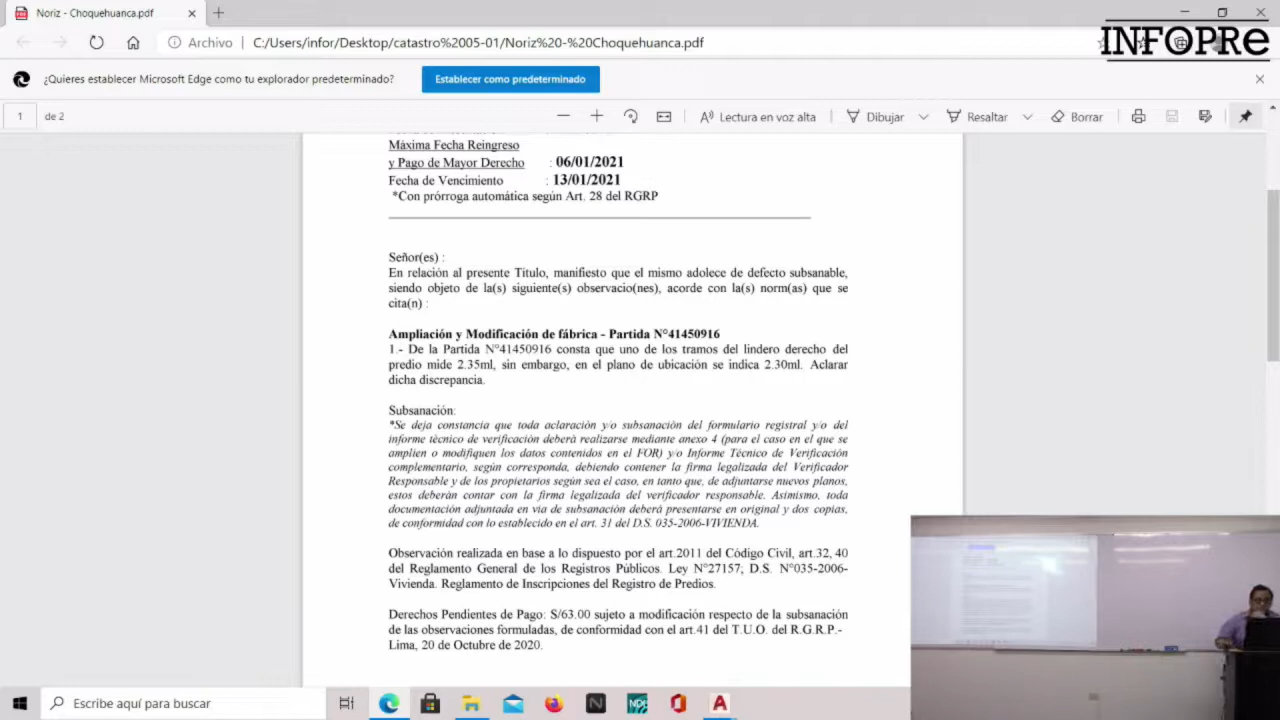 Noriz - Choquehuanca.pdf
INFOPRe
Archivo | C:/Users/infor/Desktop/catastro%2005-01/Noriz%20-%20Choquehuanca.pdf
¿Quieres establecer Microsoft Edge como tu explorador predeterminado? Establecer como predeterminado
1 de 2 Lectura en voz alta Dibujar Resaltar Borrar
Máxima Fecha Reingreso
y Pago de Mayor Derecho : 06/01/2021
Fecha de Vencimiento : 13/01/2021
*Con prórroga automática según Art. 28 del RGRP
Señor(es) :
En relación al presente Título, manifiesto que el mismo adolece de defecto subsanable,
siendo objeto de la(s) siguiente(s) observacio(nes), acorde con la(s) norm(as) que se
cita(n) :
Ampliación y Modificación de fábrica - Partida N°41450916
1.- De la Partida N°41450916 consta que uno de los tramos del lindero derecho del
predio mide 2.35ml, sin embargo, en el plano de ubicación se indica 2.30ml. Aclarar
dicha discrepancia.
Subsanación:
*Se deja constancia que toda aclaración y/o subsanación del formulario registral y/o del
informe técnico de verificación deberá realizarse mediante anexo 4 (para el caso en el que se
amplien o modifiquen los datos contenidos en el FOR) y/o Informe Técnico de Verificación
complementario, según corresponda, debiendo contener la firma legalizada del Verificador
Responsable y de los propietarios según sea el caso, en tanto que, de adjuntarse nuevos planos,
estos deberán contar con la firma legalizada del verificador responsable. Asimismo, toda
documentación adjuntada en via de subsanación deberá presentarse en original y dos copias,
de conformidad con lo establecido en el art. 31 del D.S. 035-2006-VIVIENDA.
Observación realizada en base a lo dispuesto por el art.2011 del Código Civil, art.32, 40
del Reglamento General de los Registros Públicos. Ley N°27157; D.S. N°035-2006-
Vivienda. Reglamento de Inscripciones del Registro de Predios.
Derechos Pendientes de Pago: S/63.00 sujeto a modificación respecto de la subsanación
de las observaciones formuladas, de conformidad con el art.41 del T.U.O. del R.G.R.P.-
Lima, 20 de Octubre de 2020.
Escribe aquí para buscar